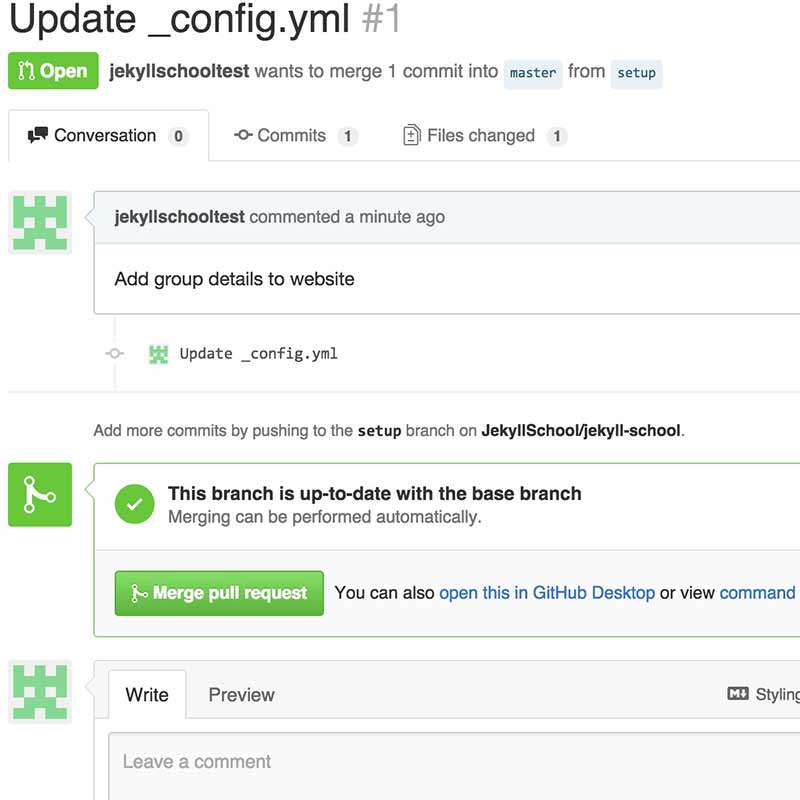 Update _config.yml #1
Open jekyllschooltest wants to merge 1 commit into master from setup
Conversation 0 Commits 1 Files changed 1
jekyllschooltest commented a minute ago
Add group details to website
Update _config.yml
Add more commits by pushing to the setup branch on JekyllSchool/jekyll-school.
This branch is up-to-date with the base branch
Merging can be performed automatically.
Merge pull request You can also open this in GitHub Desktop or view command
Write Preview Styling
Leave a comment